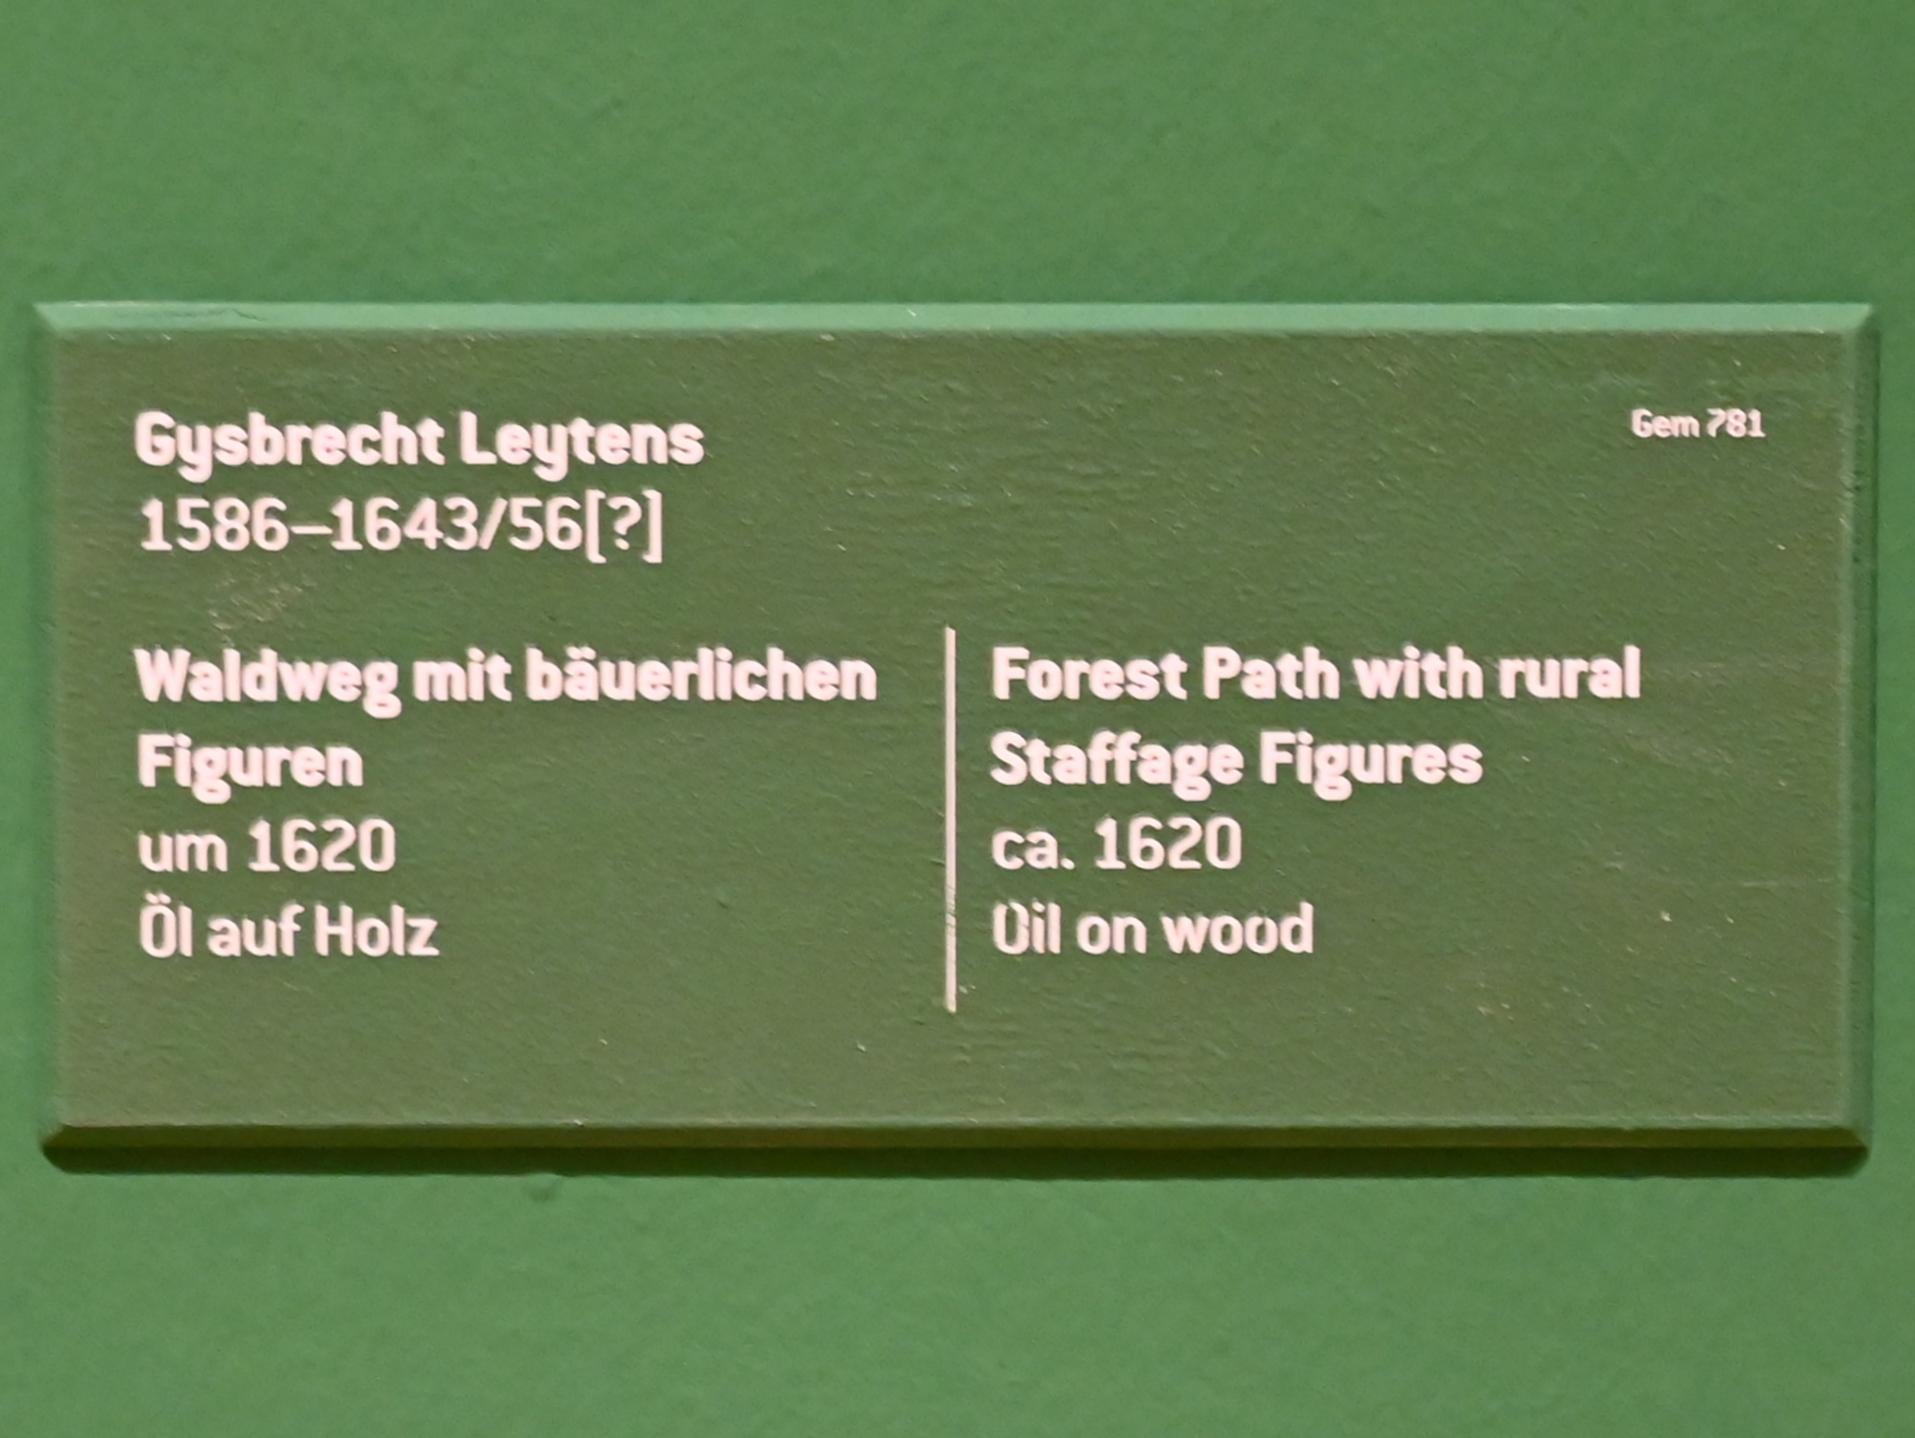 Gysbrecht Leytens
Gem 781
1586–1643/56[?]
Waldweg mit bäuerlichen
Figuren
um 1620
Öl auf Holz
Forest Path with rural
Staffage Figures
ca. 1620
Oil on wood